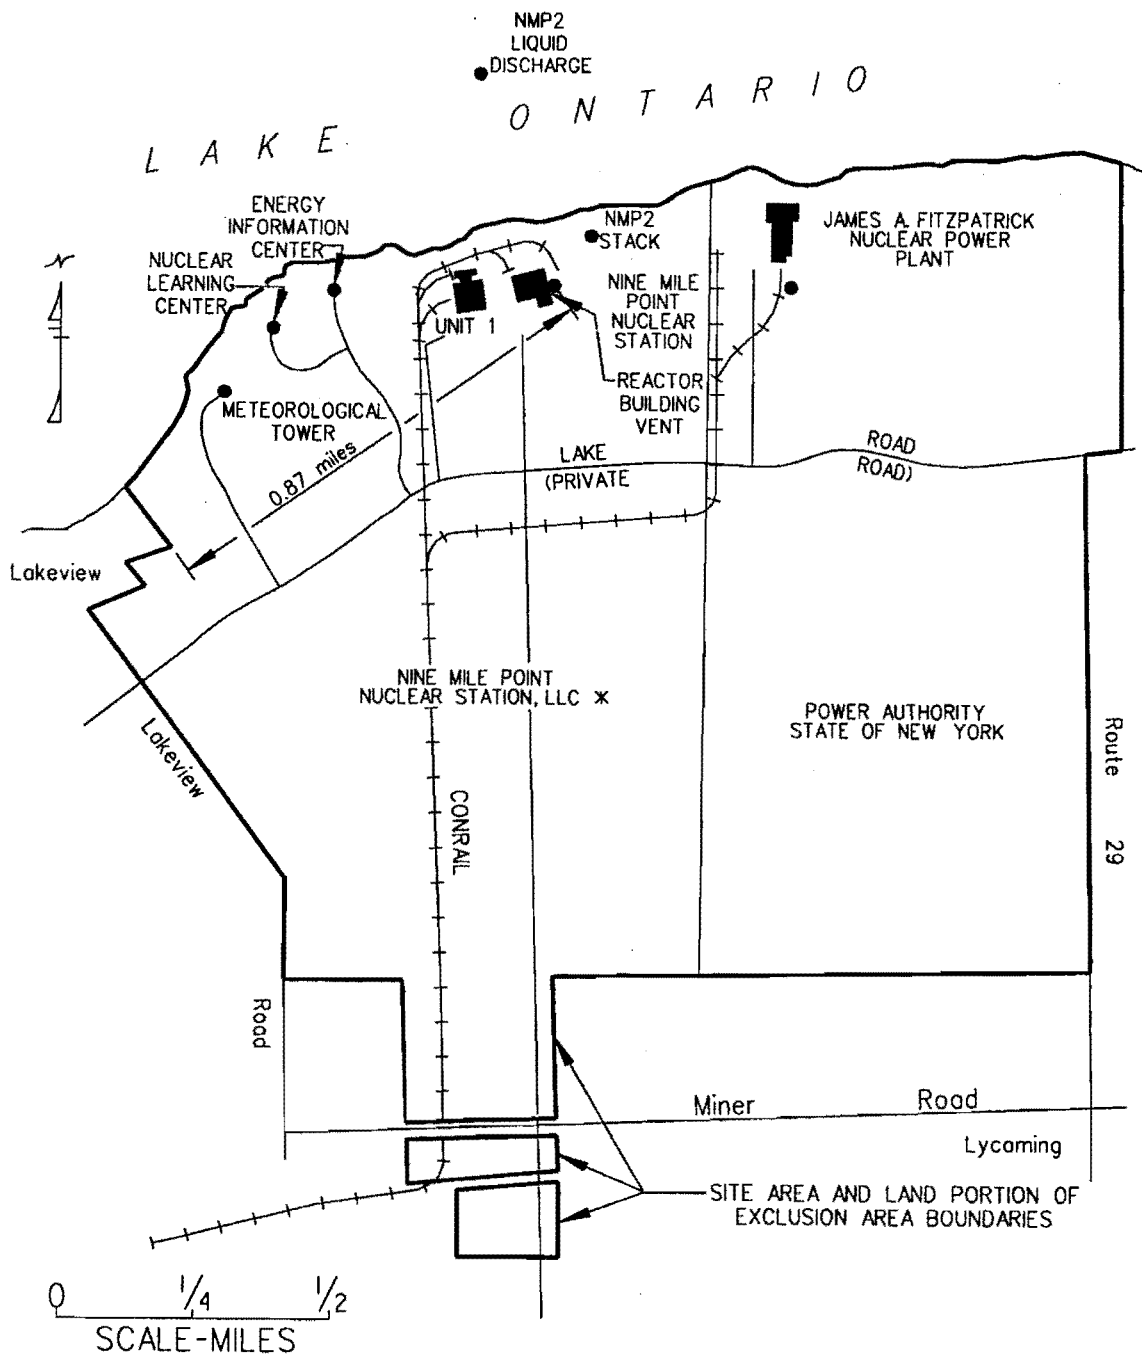 NMP2
LIQUID
DISCHARGE
LAKE ONTARIO
ENERGY
INFORMATION
CENTER
NUCLEAR
LEARNING
CENTER
N
NMP2
STACK
JAMES A. FITZPATRICK
NUCLEAR POWER
PLANT
UNIT 1
NINE MILE
POINT
NUCLEAR
STATION
REACTOR
BUILDING
VENT
METEOROLOGICAL
TOWER
0.87 miles
LAKE ROAD
(PRIVATE ROAD)
Lakeview
NINE MILE POINT
NUCLEAR STATION, LLC *
POWER AUTHORITY
STATE OF NEW YORK
Lakeview
Road
CONRAIL
Route 29
Miner Road
Lycoming
SITE AREA AND LAND PORTION OF
EXCLUSION AREA BOUNDARIES
0 1/4 1/2
SCALE-MILES